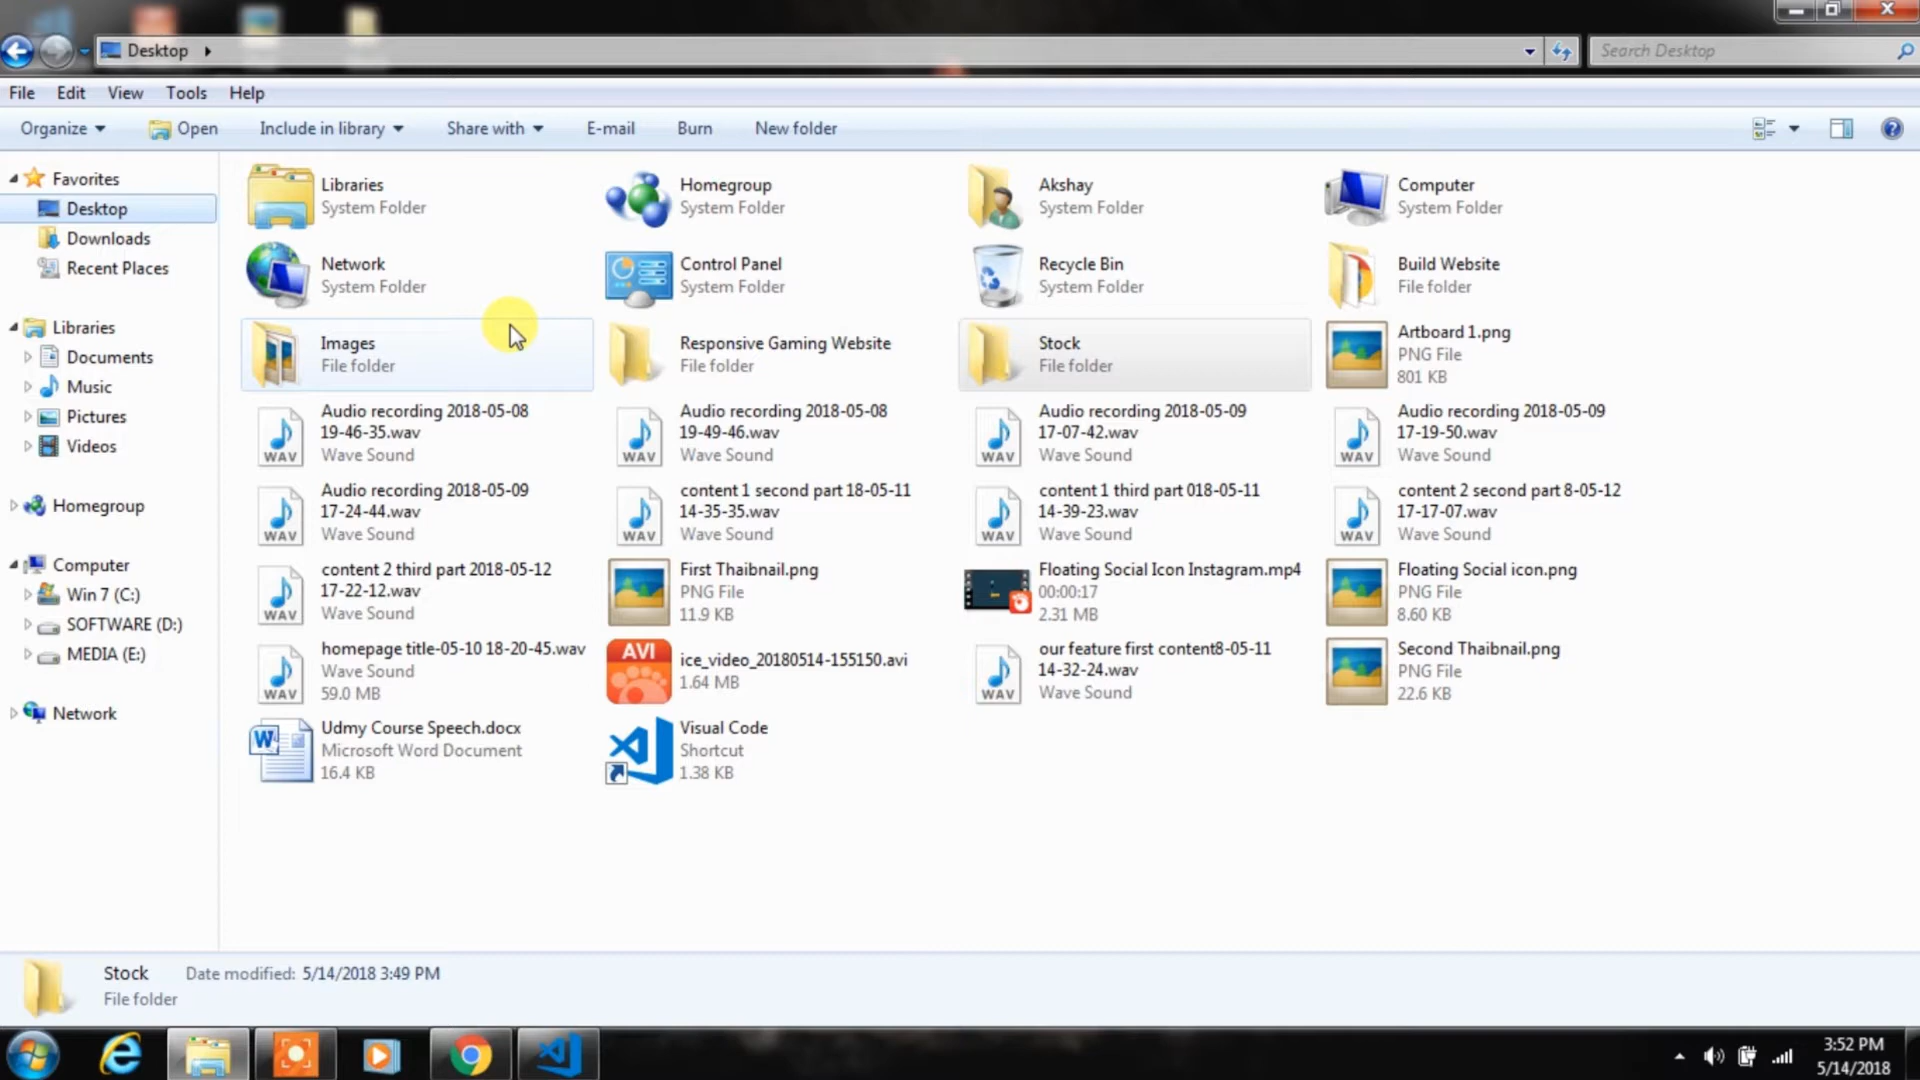 Desktop
Search Desktop
File Edit View Tools Help
Organize Open Include in library Share with E-mail Burn New folder
Favorites
Desktop
Downloads
Recent Places
Libraries
Documents
Music
Pictures
Videos
Homegroup
Computer
Win 7 (C:)
SOFTWARE (D:)
MEDIA (E:)
Network
Libraries
System Folder
Homegroup
System Folder
Akshay
System Folder
Computer
System Folder
Network
System Folder
Control Panel
System Folder
Recycle Bin
System Folder
Build Website
File folder
Images
File folder
Responsive Gaming Website
File folder
Stock
File folder
Artboard 1.png
PNG File
801 KB
Audio recording 2018-05-08
19-46-35.wav
Wave Sound
WAV
Audio recording 2018-05-08
19-49-46.wav
Wave Sound
WAV
Audio recording 2018-05-09
17-07-42.wav
Wave Sound
WAV
Audio recording 2018-05-09
17-19-50.wav
Wave Sound
WAV
Audio recording 2018-05-09
17-24-44.wav
Wave Sound
WAV
content 1 second part 18-05-11
14-35-35.wav
Wave Sound
WAV
content 1 third part 018-05-11
14-39-23.wav
Wave Sound
WAV
content 2 second part 8-05-12
17-17-07.wav
Wave Sound
WAV
content 2 third part 2018-05-12
17-22-12.wav
Wave Sound
WAV
First Thaibnail.png
PNG File
11.9 KB
Floating Social Icon Instagram.mp4
00:00:17
2.31 MB
Floating Social icon.png
PNG File
8.60 KB
homepage title-05-10 18-20-45.wav
Wave Sound
59.0 MB
WAV
AVI
ice_video_20180514-155150.avi
1.64 MB
our feature first content8-05-11
14-32-24.wav
Wave Sound
WAV
Second Thaibnail.png
PNG File
22.6 KB
W
Udmy Course Speech.docx
Microsoft Word Document
16.4 KB
Visual Code
Shortcut
1.38 KB
Stock Date modified: 5/14/2018 3:49 PM
File folder
3:52 PM
5/14/2018